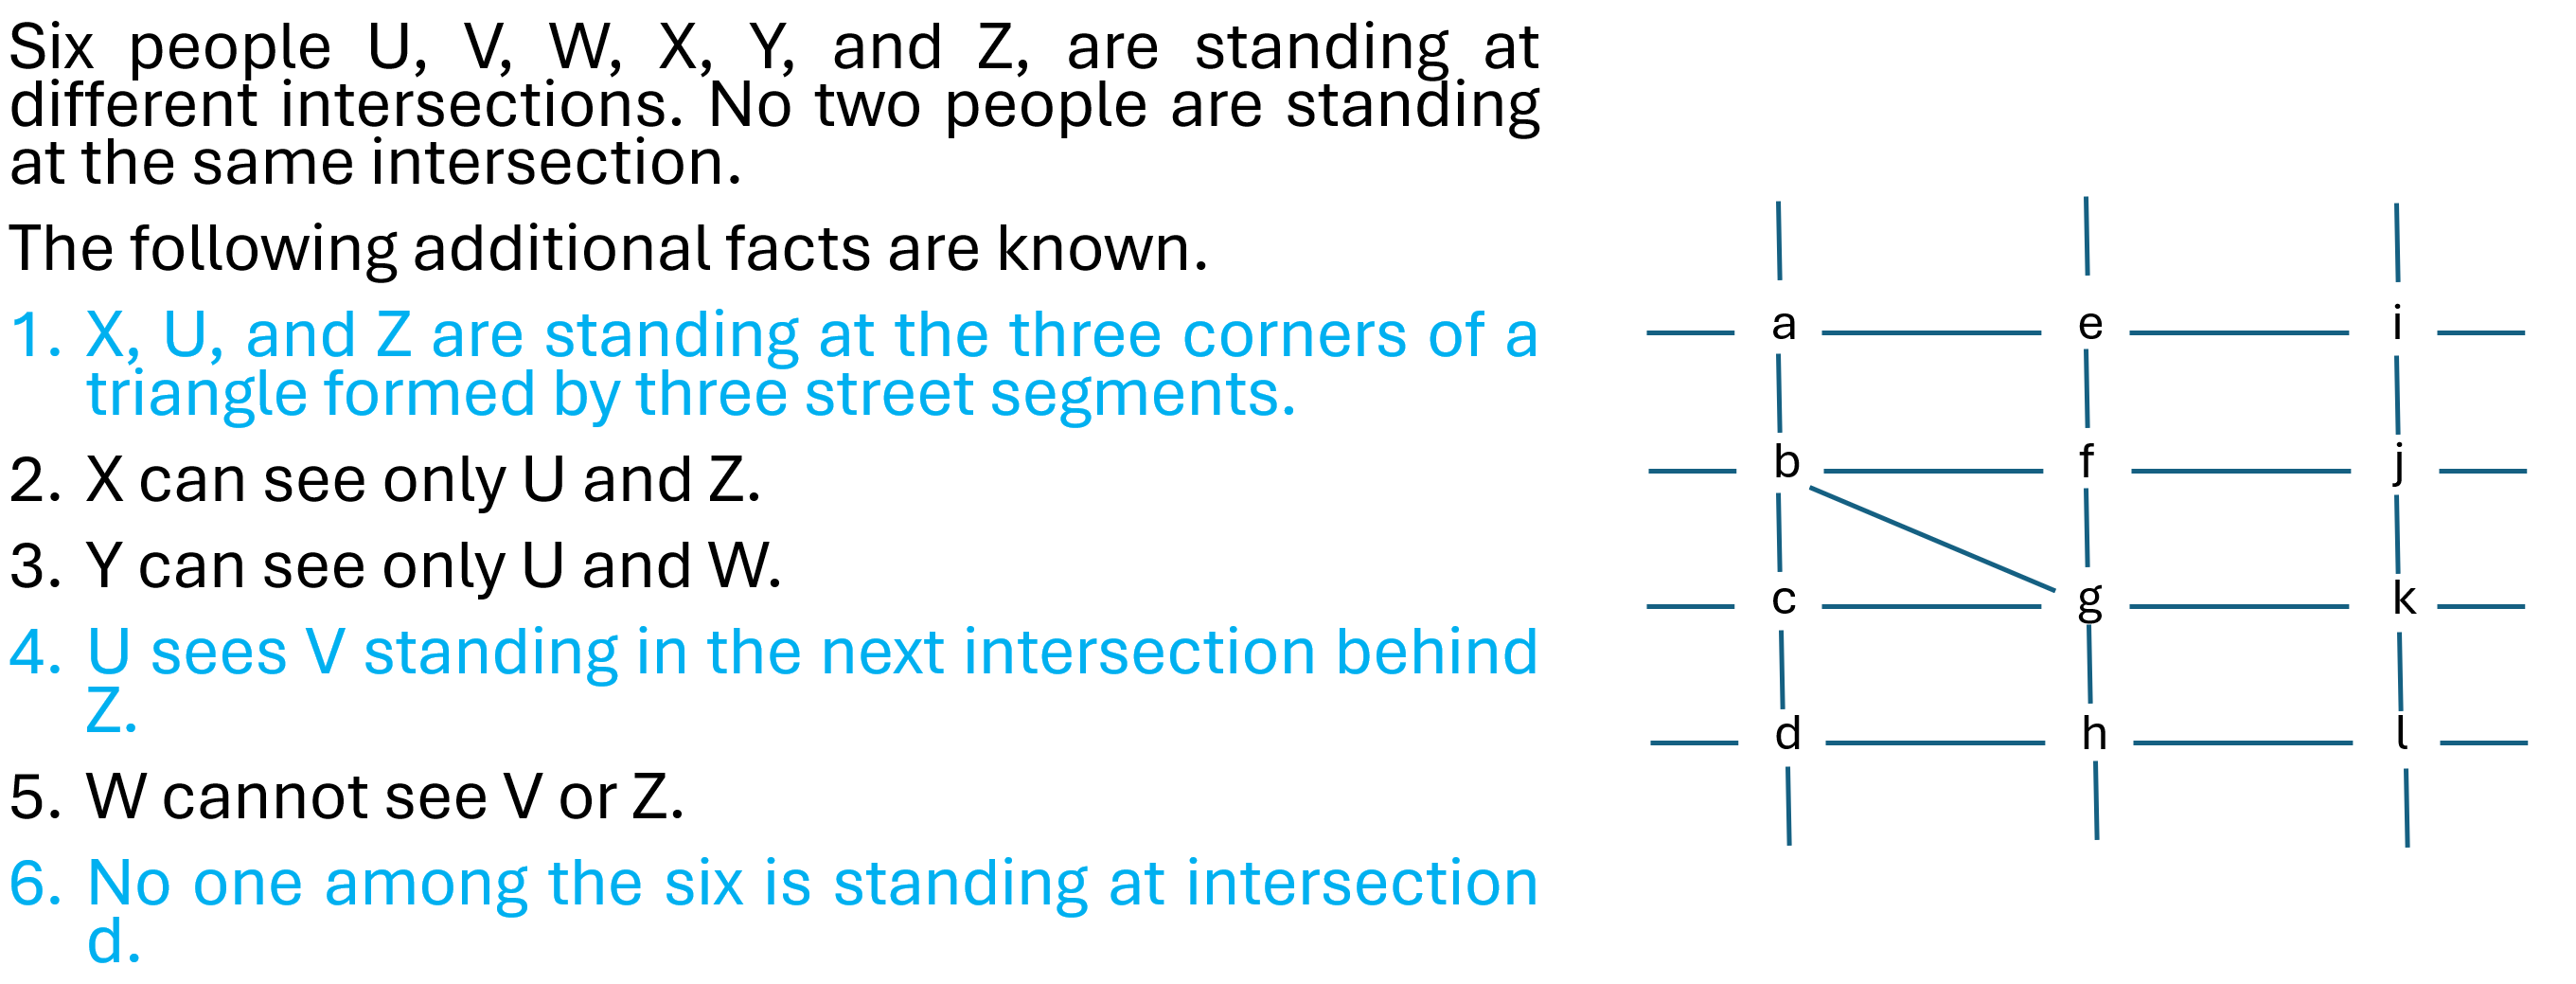 Six people U, V, W, X, Y, and Z, are standing at
different intersections. No two people are standing
at the same intersection.
The following additional facts are known.
1. X, U, and Z are standing at the three corners of a
triangle formed by three street segments.
2. X can see only U and Z.
3. Y can see only U and W.
4. U sees V standing in the next intersection behind
Z.
5. W cannot see V or Z.
6. No one among the six is standing at intersection
d.
a e i
b f j
c g k
d h l